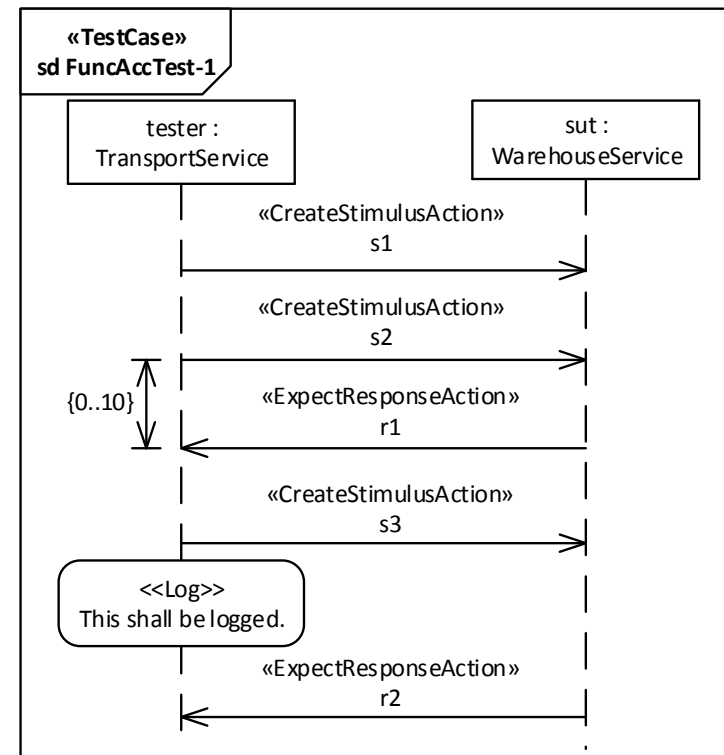 «TestCase»
sd FuncAccTest-1
tester :
TransportService
sut :
WarehouseService
«CreateStimulusAction»
s1
«CreateStimulusAction»
s2
{0..10}
«ExpectResponseAction»
r1
«CreateStimulusAction»
s3
<<Log>>
This shall be logged.
«ExpectResponseAction»
r2